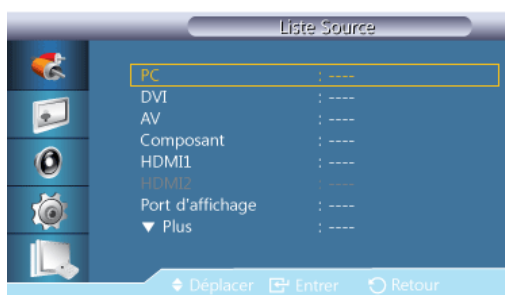 Liste Source
PC : ----
DVI : ----
AV : ----
Composant : ----
HDMI1 : ----
HDMI2 : ----
Port d'affichage : ----
▼ Plus : ----
Déplacer Entrer Retour